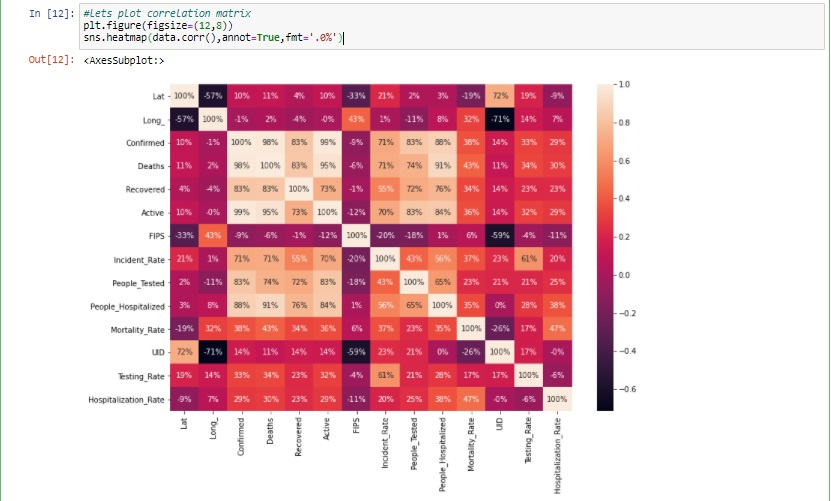 In [12]: #Lets plot correlation matrix
plt.figure(figsize=(12,8))
sns.heatmap(data.corr(),annot=True,fmt='.0%')
Out[12]: <AxesSubplot:>
Lat 100% -57% 10% 11% 4% 10% -33% 21% 2% 3% -19% 72% 19% -9%
Long_ -57% 100% -1% 2% -4% -0% 43% 1% -11% 8% 32% -71% 14% 7%
Confirmed 10% -1% 100% 98% 83% 99% -9% 71% 83% 88% 38% 14% 33% 29%
Deaths 11% 2% 98% 100% 83% 95% -6% 71% 74% 91% 43% 11% 34% 30%
Recovered 4% -4% 83% 83% 100% 73% -1% 55% 72% 76% 34% 14% 23% 23%
Active 10% -0% 99% 95% 73% 100% -12% 70% 83% 84% 36% 14% 32% 29%
FIPS -33% 43% -9% -6% -1% -12% 100% -20% -18% 1% 6% -59% -4% -11%
Incident_Rate 21% 1% 71% 71% 55% 70% -20% 100% 43% 56% 37% 23% 61% 20%
People_Tested 2% -11% 83% 74% 72% 83% -18% 43% 100% 65% 23% 21% 21% 25%
People_Hospitalized 3% 8% 88% 91% 76% 84% 1% 56% 65% 100% 35% 0% 28% 38%
Mortality_Rate -19% 32% 38% 43% 34% 36% 6% 37% 23% 35% 100% -26% 17% 47%
UID 72% -71% 14% 11% 14% 14% -59% 23% 21% 0% -26% 100% 17% -0%
Testing_Rate 19% 14% 33% 34% 23% 32% -4% 61% 21% 28% 17% 17% 100% -6%
Hospitalization_Rate -9% 7% 29% 30% 23% 29% -11% 20% 25% 38% 47% -0% -6% 100%
Lat
Long_
Confirmed
Deaths
Recovered
Active
FIPS
Incident_Rate
People_Tested
People_Hospitalized
Mortality_Rate
UID
Testing_Rate
Hospitalization_Rate
1.0
0.8
0.6
0.4
0.2
0.0
-0.2
-0.4
-0.6